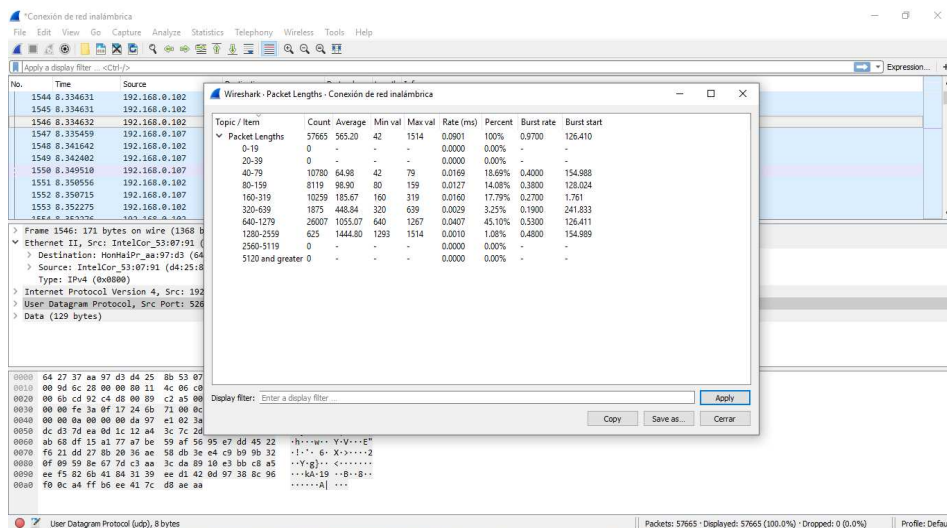 *Conexión de red inalámbrica
File Edit View Go Capture Analyze Statistics Telephony Wireless Tools Help
Apply a display filter ... <Ctrl-/> Expression... +
No. Time Source
1544 8.334631 192.168.0.102
1545 8.334631 192.168.0.102
1546 8.334632 192.168.0.102
1547 8.335459 192.168.0.107
1548 8.341642 192.168.0.102
1549 8.342402 192.168.0.107
1550 8.349510 192.168.0.107
1551 8.350556 192.168.0.102
1552 8.350715 192.168.0.107
1553 8.352275 192.168.0.102
Frame 1546: 171 bytes on wire (1368 b
Ethernet II, Src: IntelCor_53:07:91 (
Destination: HonHaiPr_aa:97:d3 (64
Source: IntelCor_53:07:91 (d4:25:8
Type: IPv4 (0x0800)
Internet Protocol Version 4, Src: 192
User Datagram Protocol, Src Port: 526
Data (129 bytes)
Wireshark · Packet Lengths · Conexión de red inalámbrica
Topic / Item Count Average Min val Max val Rate (ms) Percent Burst rate Burst start
Packet Lengths 57665 565.20 42 1514 0.0901 100% 0.9700 126.410
0-19 0 - - - 0.0000 0.00% - -
20-39 0 - - - 0.0000 0.00% - -
40-79 10780 64.98 42 79 0.0169 18.69% 0.4000 154.988
80-159 8119 98.90 80 159 0.0127 14.08% 0.3800 128.024
160-319 10259 185.67 160 319 0.0160 17.79% 0.2700 1.761
320-639 1875 448.84 320 639 0.0029 3.25% 0.1900 241.833
640-1279 26007 1055.07 640 1267 0.0407 45.10% 0.5300 126.411
1280-2559 625 1444.80 1293 1514 0.0010 1.08% 0.4800 154.989
2560-5119 0 - - - 0.0000 0.00% - -
5120 and greater 0 - - - 0.0000 0.00% - -
Display filter: Enter a display filter ... Apply
Copy Save as... Cerrar
0000 64 27 37 aa 97 d3 d4 25 8b 53 07
0010 00 9d 6c 28 00 00 80 11 4c 06 c0
0020 00 6b cd 92 c4 d8 00 89 c2 a5 00
0030 00 00 fe 3a 0f 17 24 6b 71 00 0c
0040 00 00 0a 00 00 00 da 97 e1 02 3a
0050 dc d3 7d ea 0d 1c 12 a4 3c 7c 2d
0060 ab 68 df 15 a1 77 a7 be 59 af 56 95 e7 dd 45 22 ·h···w·· Y·V···E"
0070 f6 21 dd 27 8b 20 36 ae 58 db 3e e4 c9 b9 9b 32 ·!·'· 6· X·>····2
0080 0f 09 59 8e 67 7d c3 aa 3c da 89 10 e3 bb c8 a5 ··Y·g}·· <·······
0090 ee f5 82 6b 41 84 31 39 ee d1 42 0d 97 38 8c 96 ···kA·19 ··B··8··
00a0 f0 0c a4 ff b6 ee 41 7c d8 ae aa ······A| ···
User Datagram Protocol (udp), 8 bytes Packets: 57665 · Displayed: 57665 (100.0%) · Dropped: 0 (0.0%) Profile: Defau